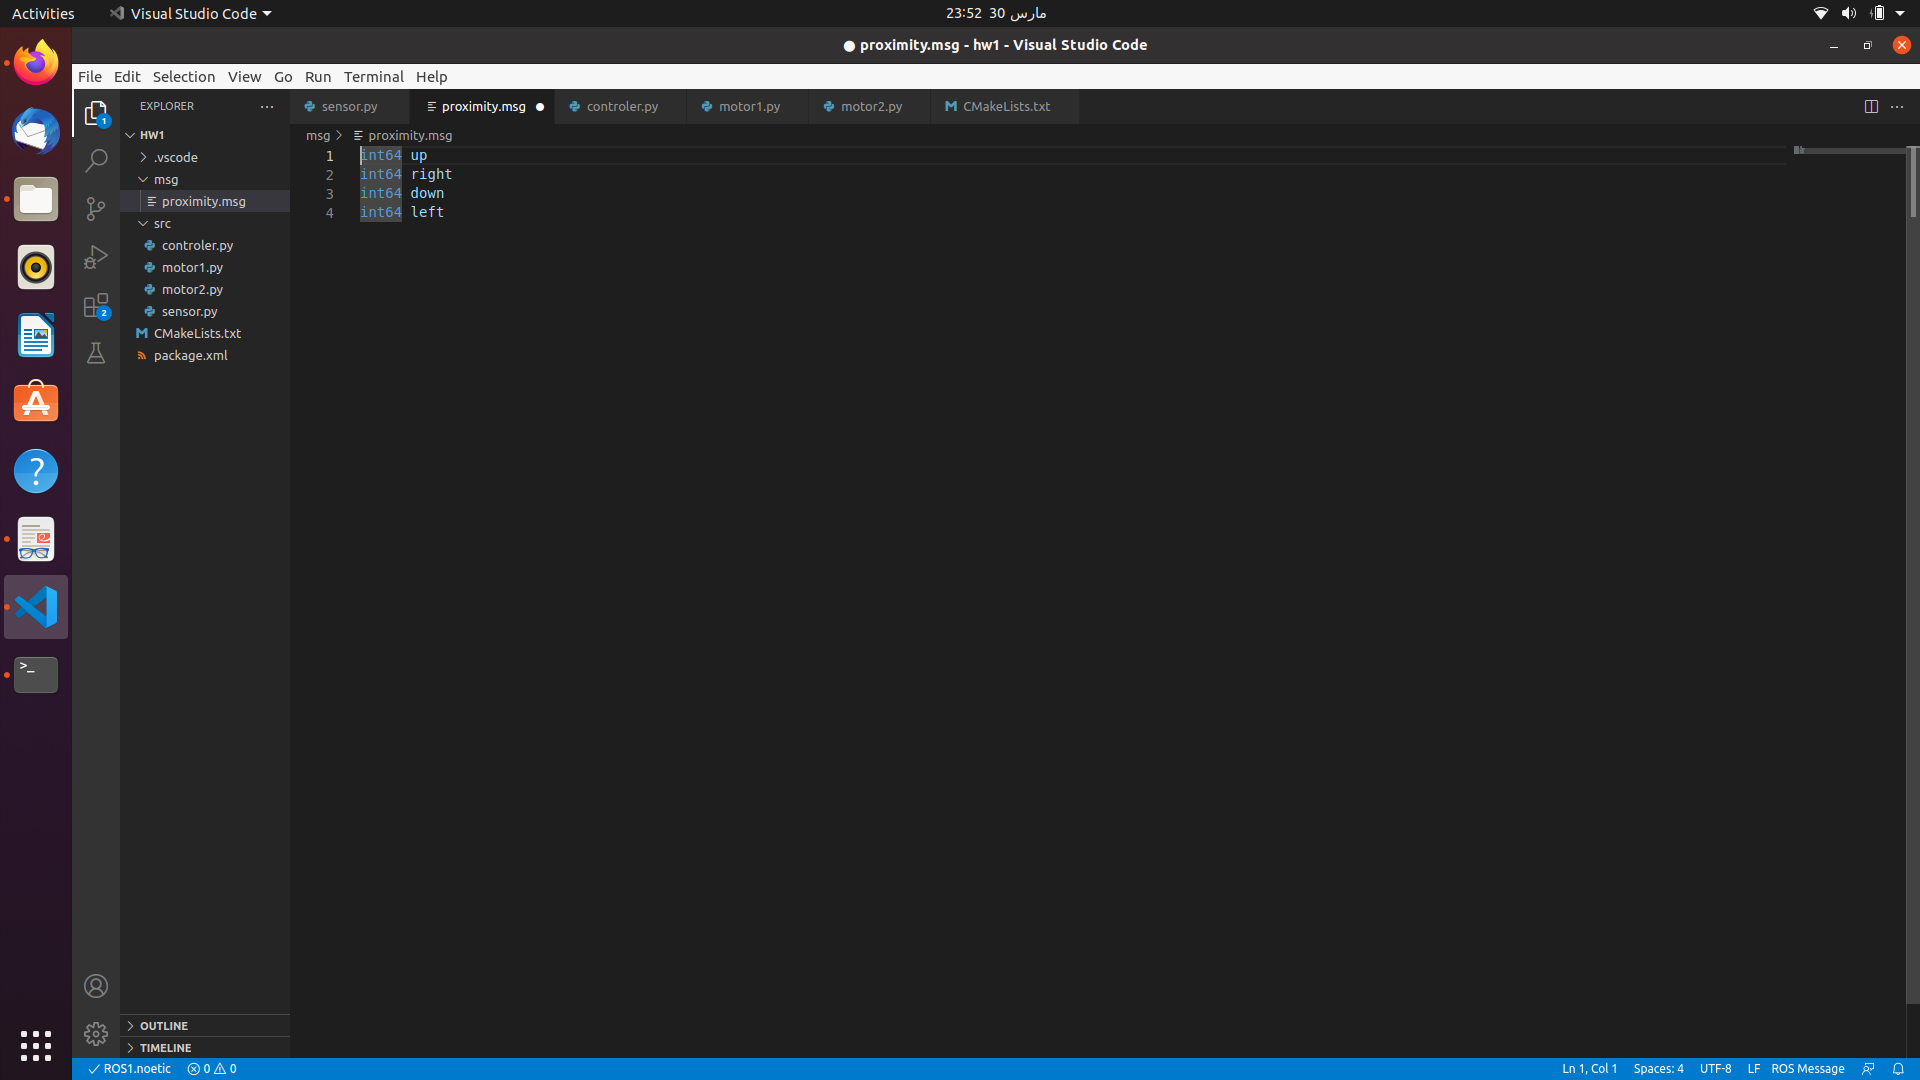 Activities
Visual Studio Code
23:52 30 مارس
● proximity.msg - hw1 - Visual Studio Code
File Edit Selection View Go Run Terminal Help
EXPLORER
HW1
.vscode
msg
proximity.msg
src
controler.py
motor1.py
motor2.py
sensor.py
CMakeLists.txt
package.xml
OUTLINE
TIMELINE
1
2
sensor.py
proximity.msg
controler.py
motor1.py
motor2.py
CMakeLists.txt
msg > proximity.msg
1 int64 up
2 int64 right
3 int64 down
4 int64 left
ROS1.noetic
0 0
Ln 1, Col 1
Spaces: 4
UTF-8
LF
ROS Message